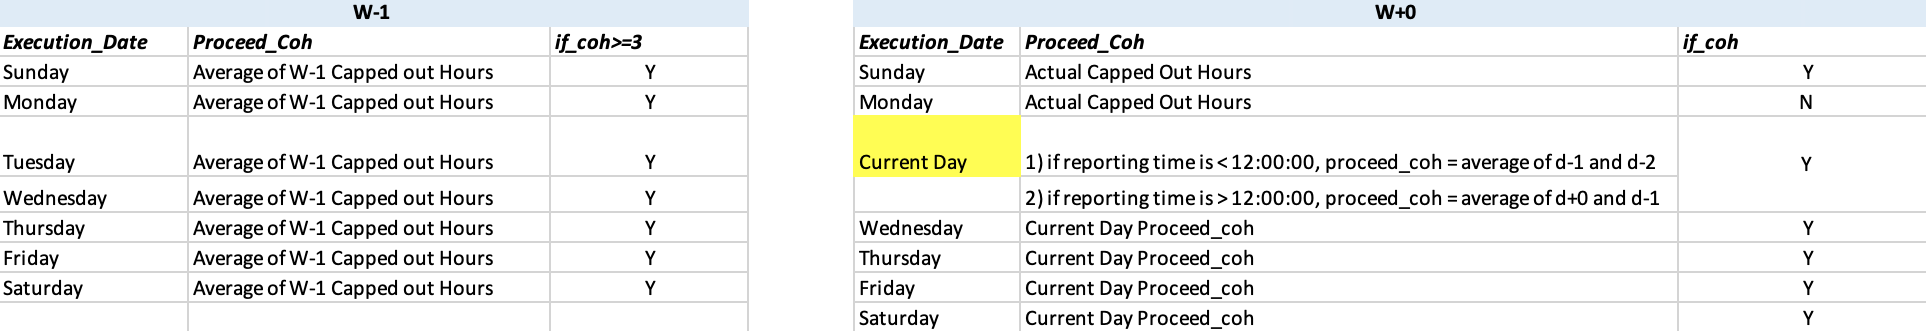 W-1 W+0
Execution_Date Proceed_Coh if_coh>=3 Execution_Date Proceed_Coh if_coh
Sunday Average of W-1 Capped out Hours Y Sunday Actual Capped Out Hours Y
Monday Average of W-1 Capped out Hours Y Monday Actual Capped Out Hours N
Tuesday Average of W-1 Capped out Hours Y Current Day 1) if reporting time is < 12:00:00, proceed_coh = average of d-1 and d-2 Y
Wednesday Average of W-1 Capped out Hours Y 2) if reporting time is > 12:00:00, proceed_coh = average of d+0 and d-1
Thursday Average of W-1 Capped out Hours Y Wednesday Current Day Proceed_coh Y
Friday Average of W-1 Capped out Hours Y Thursday Current Day Proceed_coh Y
Saturday Average of W-1 Capped out Hours Y Friday Current Day Proceed_coh Y
Saturday Current Day Proceed_coh Y